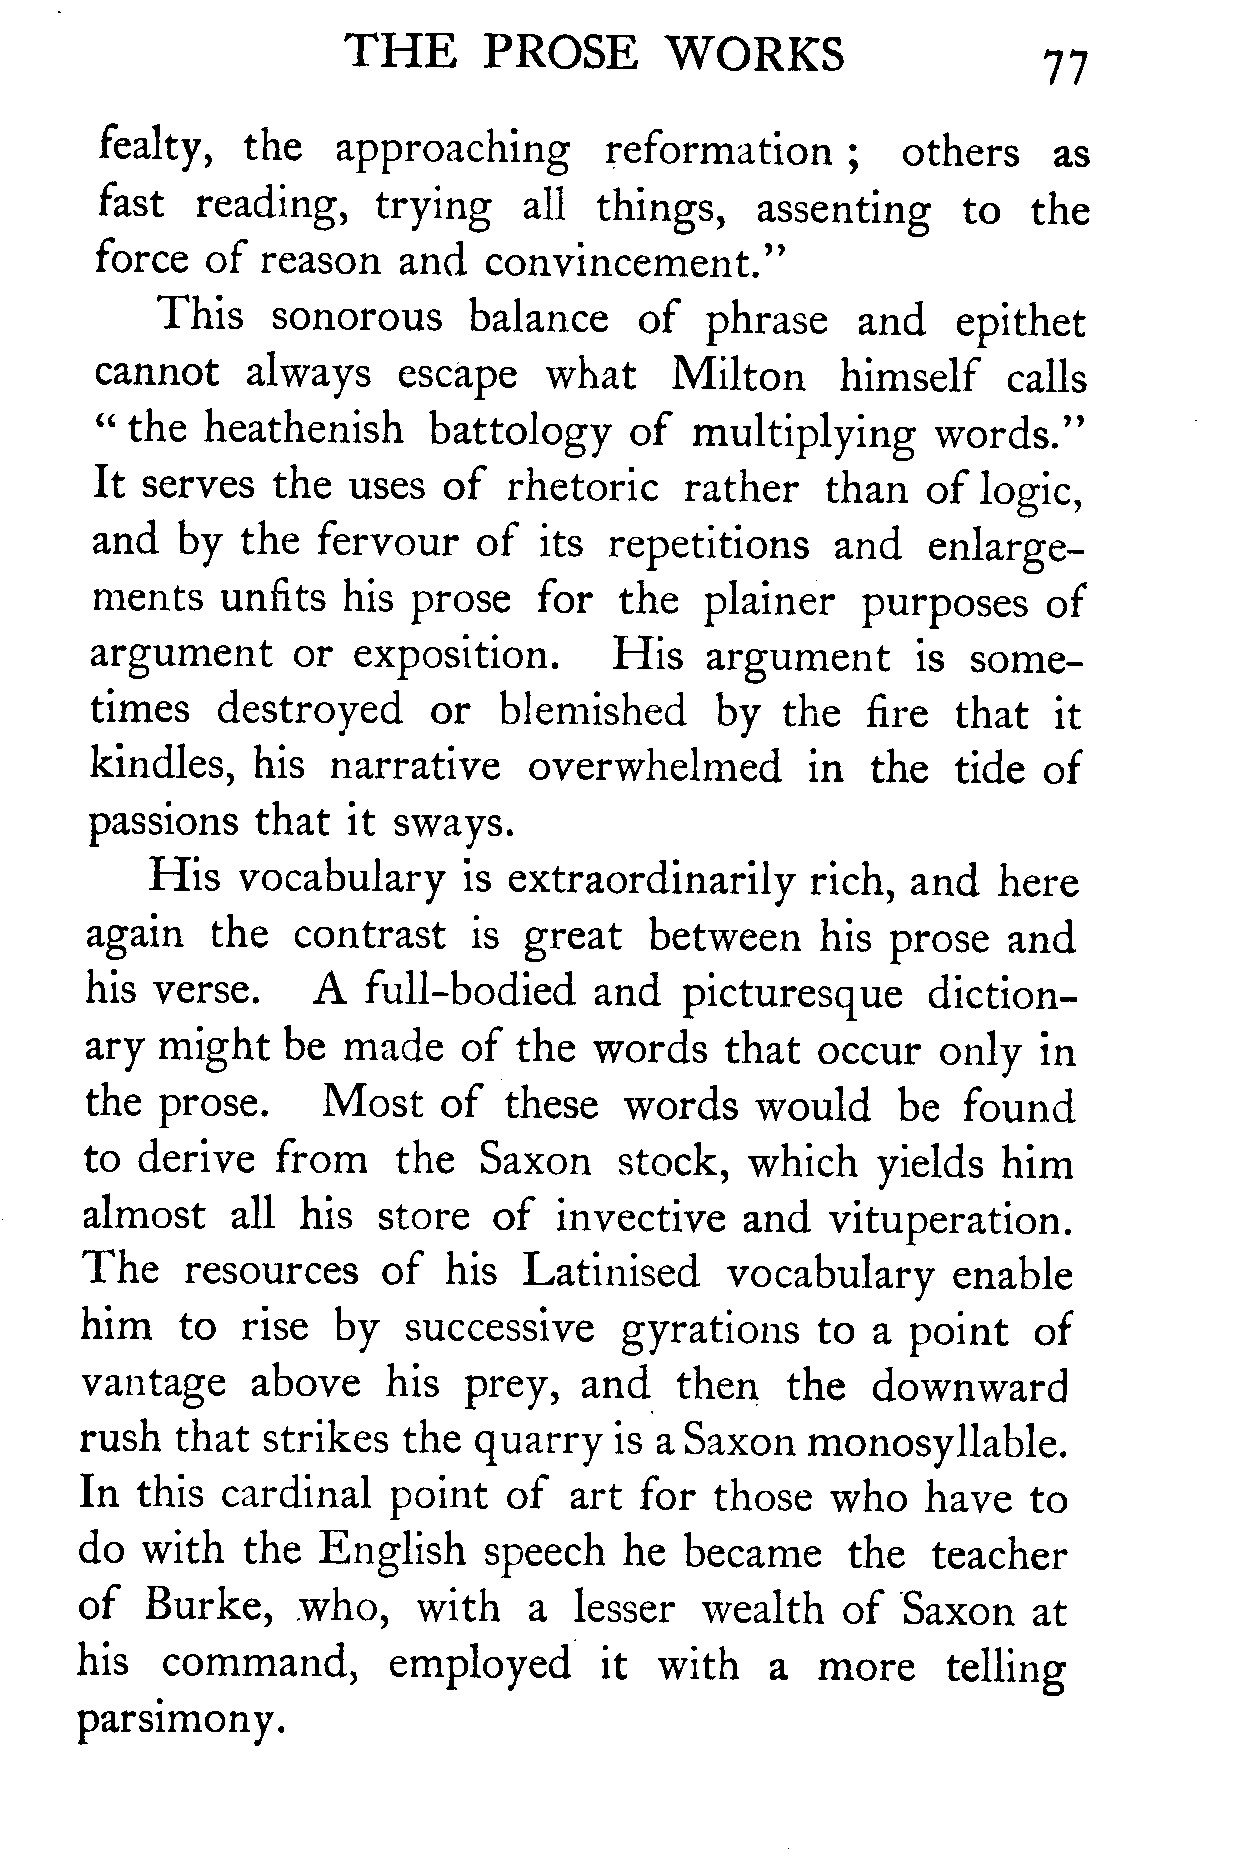 THE PROSE WORKS 77
fealty, the approaching reformation ; others as
fast reading, trying all things, assenting to the
force of reason and convincement."
This sonorous balance of phrase and epithet
cannot always escape what Milton himself calls
" the heathenish battology of multiplying words."
It serves the uses of rhetoric rather than of logic,
and by the fervour of its repetitions and enlarge-
ments unfits his prose for the plainer purposes of
argument or exposition. His argument is some-
times destroyed or blemished by the fire that it
kindles, his narrative overwhelmed in the tide of
passions that it sways.
His vocabulary is extraordinarily rich, and here
again the contrast is great between his prose and
his verse. A full-bodied and picturesque diction-
ary might be made of the words that occur only in
the prose. Most of these words would be found
to derive from the Saxon stock, which yields him
almost all his store of invective and vituperation.
The resources of his Latinised vocabulary enable
him to rise by successive gyrations to a point of
vantage above his prey, and then the downward
rush that strikes the quarry is a Saxon monosyllable.
In this cardinal point of art for those who have to
do with the English speech he became the teacher
of Burke, who, with a lesser wealth of Saxon at
his command, employed it with a more telling
parsimony.